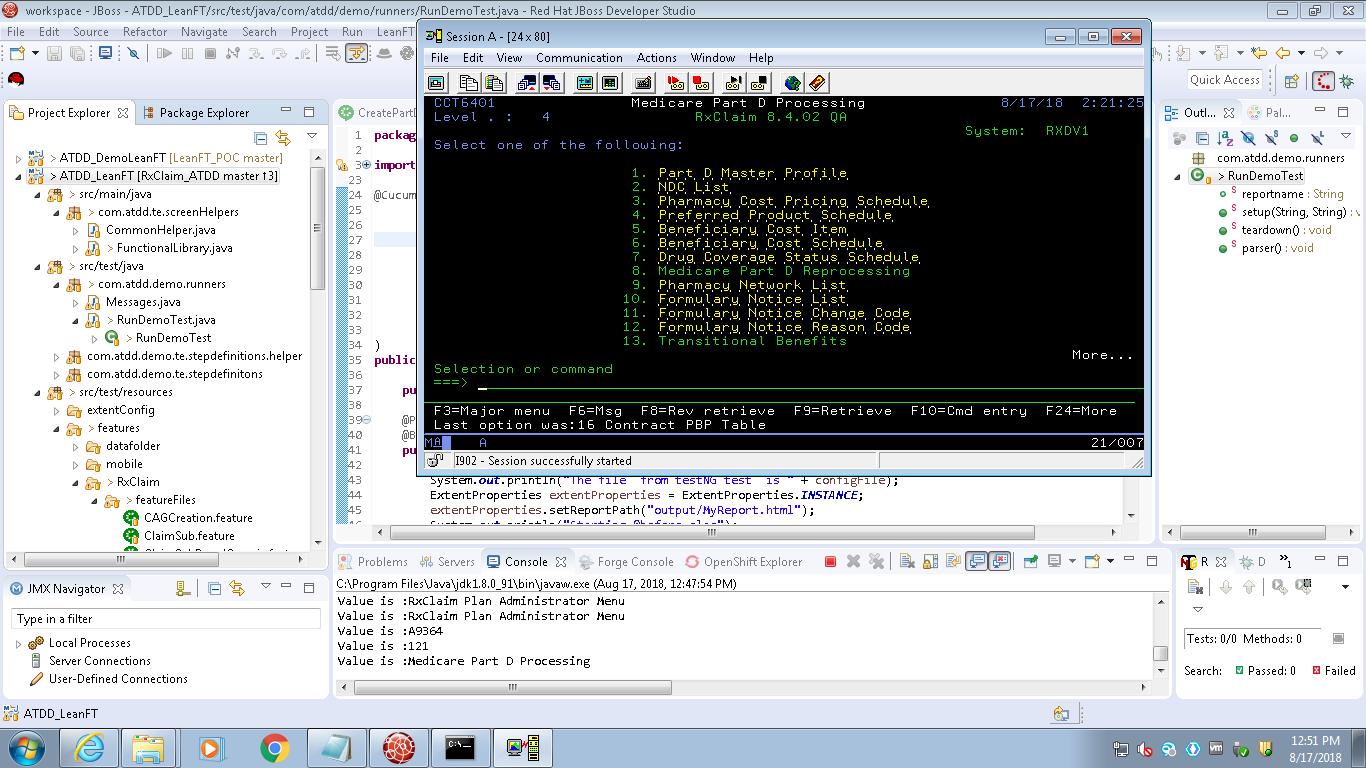 workspace - JBoss - ATDD_LeanFT/src/test/java/com/atdd/demo/runners/RunDemoTest.java - Red Hat JBoss Developer Studio
File Edit Source Refactor Navigate Search Project Run LeanFT
Quick Access
Project Explorer
Package Explorer
> ATDD_DemoLeanFT [LeanFT_POC master]
> ATDD_LeanFT [RxClaim_ATDD master ↑3]
> src/main/java
> com.atdd.te.screenHelpers
CommonHelper.java
> FunctionalLibrary.java
> src/test/java
> com.atdd.demo.runners
Messages.java
> RunDemoTest.java
> RunDemoTest
com.atdd.demo.te.stepdefinitions.helper
com.atdd.demo.te.stepdefinitons
> src/test/resources
extentConfig
> features
datafolder
mobile
> RxClaim
> featureFiles
CAGCreation.feature
ClaimSub.feature
JMX Navigator
Type in a filter
Local Processes
Server Connections
User-Defined Connections
CreatePartD
1 packag
2
3 import
23
24 @Cucum
25
26
27
28
29
30
31
32
33
34 )
35 public
36
37 pu
38
39 @P
40 @B
41 pu
43 System.out.println("The file from testNG test is " + configFile);
44 ExtentProperties extentProperties = ExtentProperties.INSTANCE;
45 extentProperties.setReportPath("output/MyReport.html");
46 System.out.println("Starting @before class");
Session A - [24 x 80]
File Edit View Communication Actions Window Help
CCT6401 Medicare Part D Processing 8/17/18 2:21:25
Level . : 4 RxClaim 8.4.02 QA
System: RXDV1
Select one of the following:
1. Part D Master Profile
2. NDC List
3. Pharmacy Cost Pricing Schedule
4. Preferred Product Schedule
5. Beneficiary Cost Item
6. Beneficiary Cost Schedule
7. Drug Coverage Status Schedule
8. Medicare Part D Reprocessing
9. Pharmacy Network List
10. Formulary Notice List
11. Formulary Notice Change Code
12. Formulary Notice Reason Code
13. Transitional Benefits
More...
Selection or command
===>
F3=Major menu F6=Msg F8=Rev retrieve F9=Retrieve F10=Cmd entry F24=More
Last option was:16 Contract PBP Table
MA A 21/007
I902 - Session successfully started
Outl...
Pal...
com.atdd.demo.runners
> RunDemoTest
reportname : String
setup(String, String) : v
teardown() : void
parser() : void
Problems Servers Console Forge Console OpenShift Explorer
C:\Program Files\Java\jdk1.8.0_91\bin\javaw.exe (Aug 17, 2018, 12:47:54 PM)
Value is :RxClaim Plan Administrator Menu
Value is :RxClaim Plan Administrator Menu
Value is :A9364
Value is :121
Value is :Medicare Part D Processing
R D »1
Tests: 0/0 Methods: 0
Search: Passed: 0 Failed
ATDD_LeanFT
12:51 PM
8/17/2018